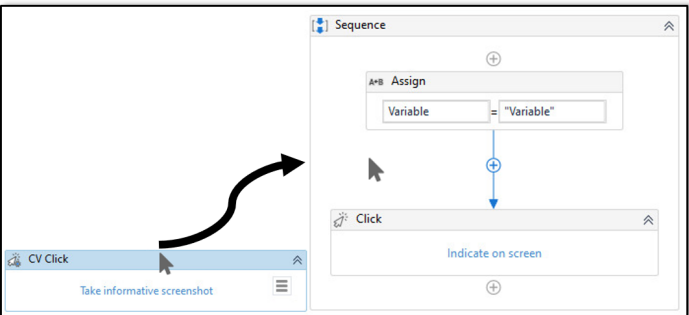 Sequence
A+B Assign
Variable = "Variable"
Click
Indicate on screen
CV Click
Take informative screenshot